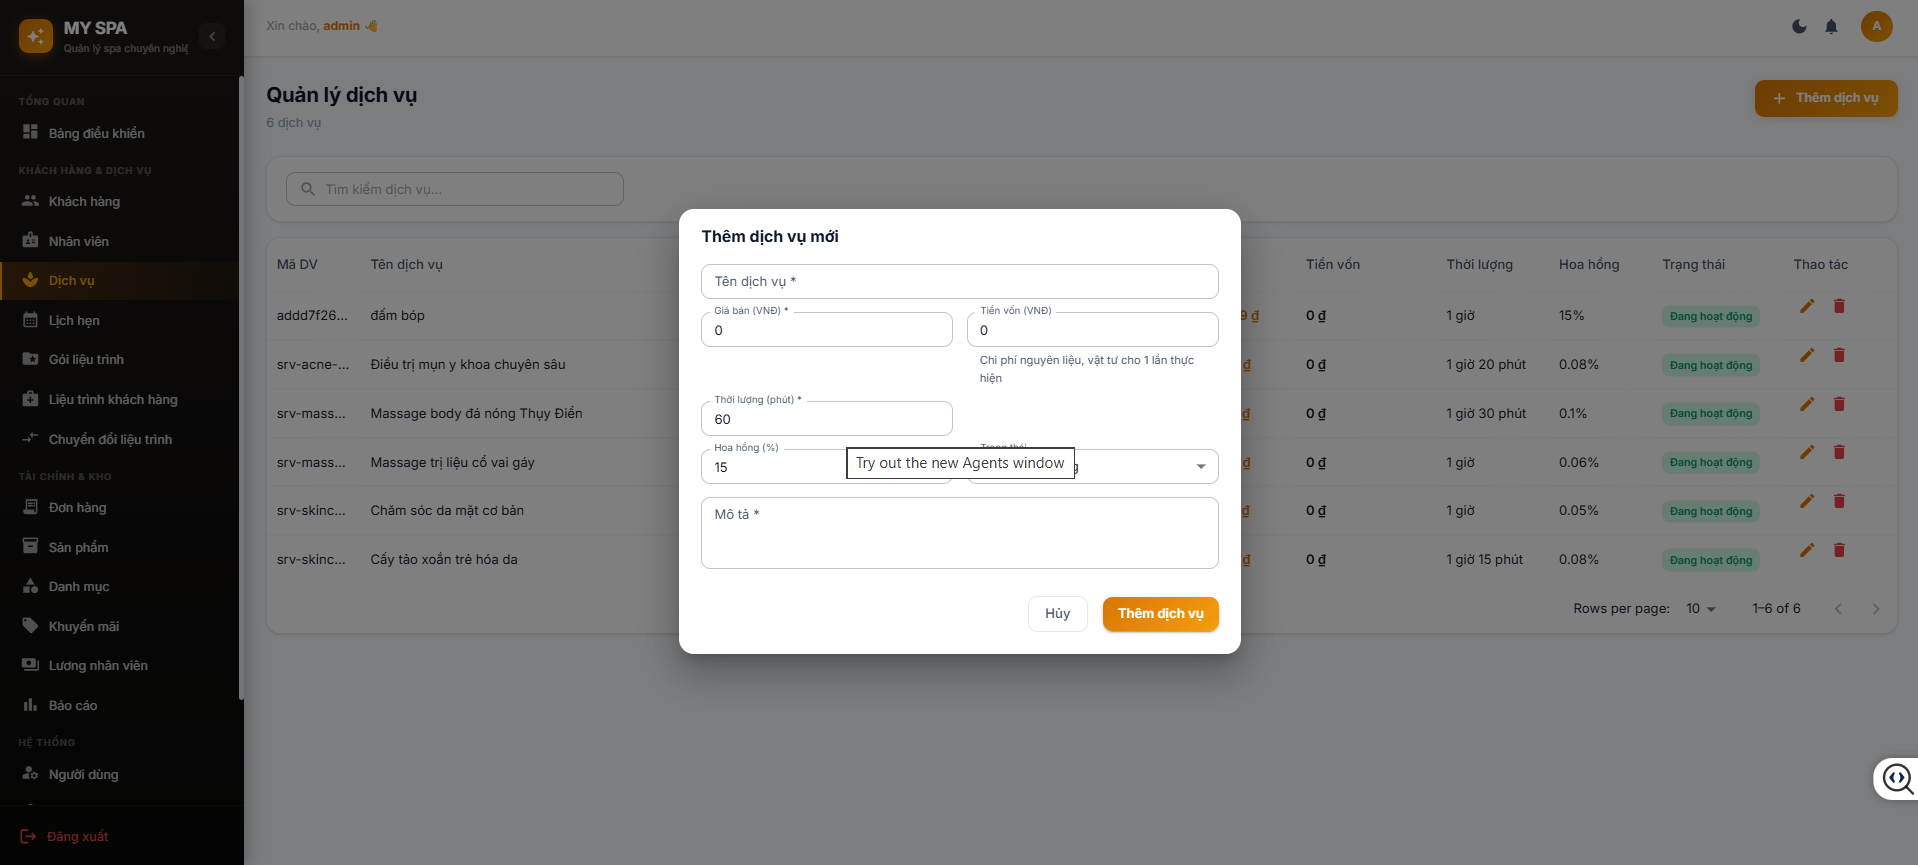 MY SPA
Quản lý spa chuyên nghiệ
Xin chào, admin 👋
A
TỔNG QUAN
Bảng điều khiển
KHÁCH HÀNG & DỊCH VỤ
Khách hàng
Nhân viên
Dịch vụ
Lịch hẹn
Gói liệu trình
Liệu trình khách hàng
Chuyển đổi liệu trình
TÀI CHÍNH & KHO
Đơn hàng
Sản phẩm
Danh mục
Khuyến mãi
Lương nhân viên
Báo cáo
HỆ THỐNG
Người dùng
Đăng xuất
Quản lý dịch vụ
6 dịch vụ
+ Thêm dịch vụ
Tìm kiếm dịch vụ...
Mã DV Tên dịch vụ Tiền vốn Thời lượng Hoa hồng Trạng thái Thao tác
addd7f26... đấm bóp 9 ₫ 0 ₫ 1 giờ 15% Đang hoạt động
srv-acne-... Điều trị mụn y khoa chuyên sâu ₫ 0 ₫ 1 giờ 20 phút 0.08% Đang hoạt động
srv-mass... Massage body đá nóng Thụy Điển ₫ 0 ₫ 1 giờ 30 phút 0.1% Đang hoạt động
srv-mass... Massage trị liệu cổ vai gáy ₫ 0 ₫ 1 giờ 0.06% Đang hoạt động
srv-skinc... Chăm sóc da mặt cơ bản ₫ 0 ₫ 1 giờ 0.05% Đang hoạt động
srv-skinc... Cấy tảo xoắn trẻ hóa da ₫ 0 ₫ 1 giờ 15 phút 0.08% Đang hoạt động
Rows per page: 10 1–6 of 6
Thêm dịch vụ mới
Tên dịch vụ *
Giá bán (VNĐ) * Tiền vốn (VNĐ)
0 0
Chi phí nguyên liệu, vật tư cho 1 lần thực
hiện
Thời lượng (phút) *
60
Hoa hồng (%)
15
Try out the new Agents window
Mô tả *
Hủy Thêm dịch vụ